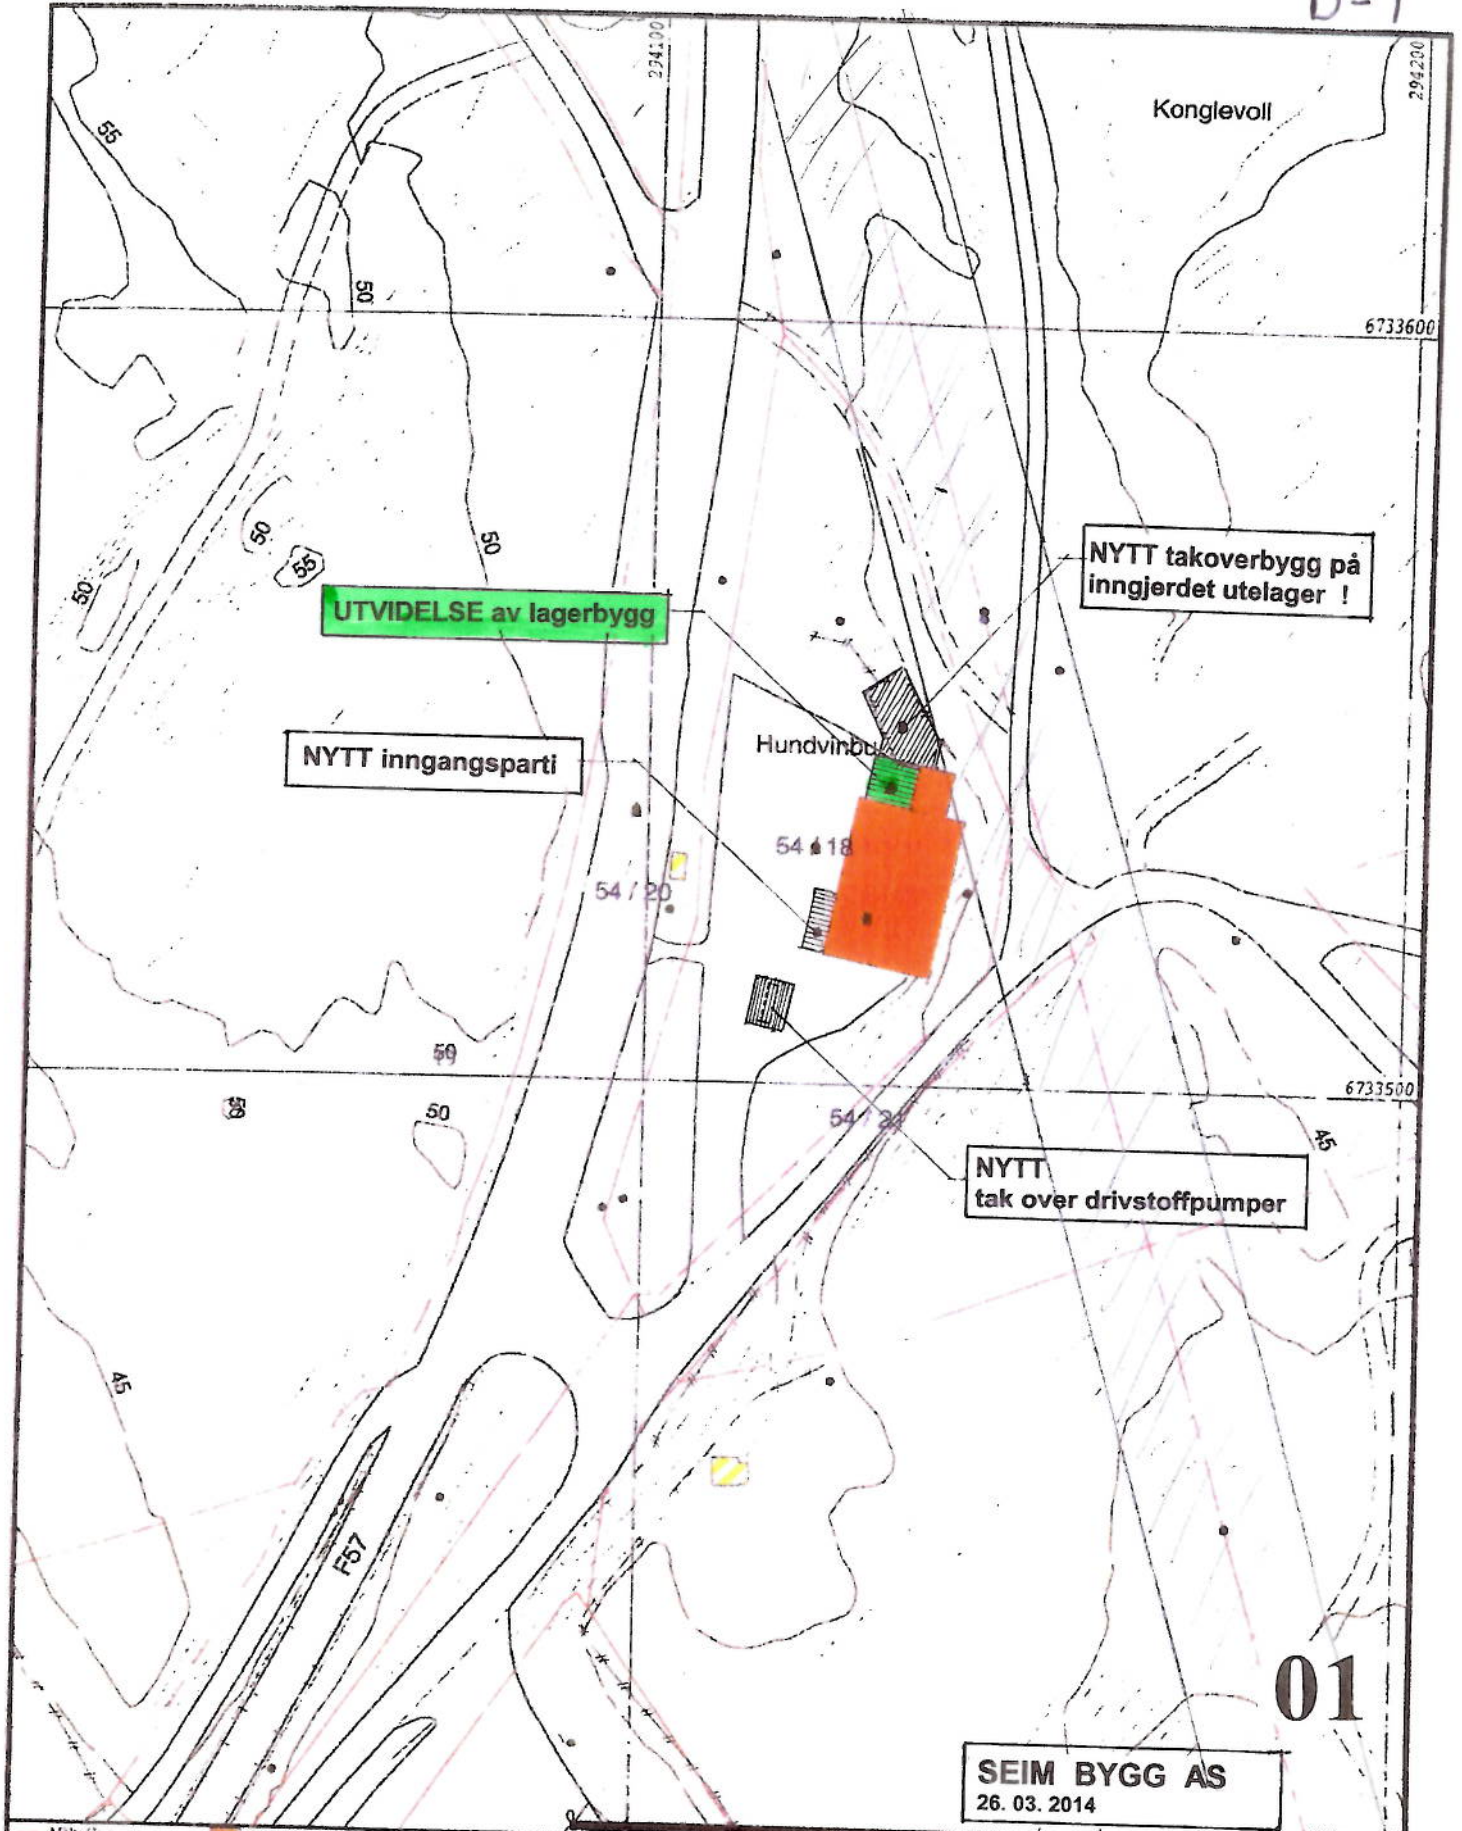 D-1
294100
294200
Konglevoll
55
50
6733600
50
50
55
50
NYTT takoverbygg på
inngjerdet utelager !
UTVIDELSE av lagerbygg
NYTT inngangsparti
Hundvinbu
54 / 18
54 / 20
50
6733500
50
50
54 / 21
45
NYTT
tak over drivstoffpumper
45
F57
01
SEIM BYGG AS
26. 03. 2014